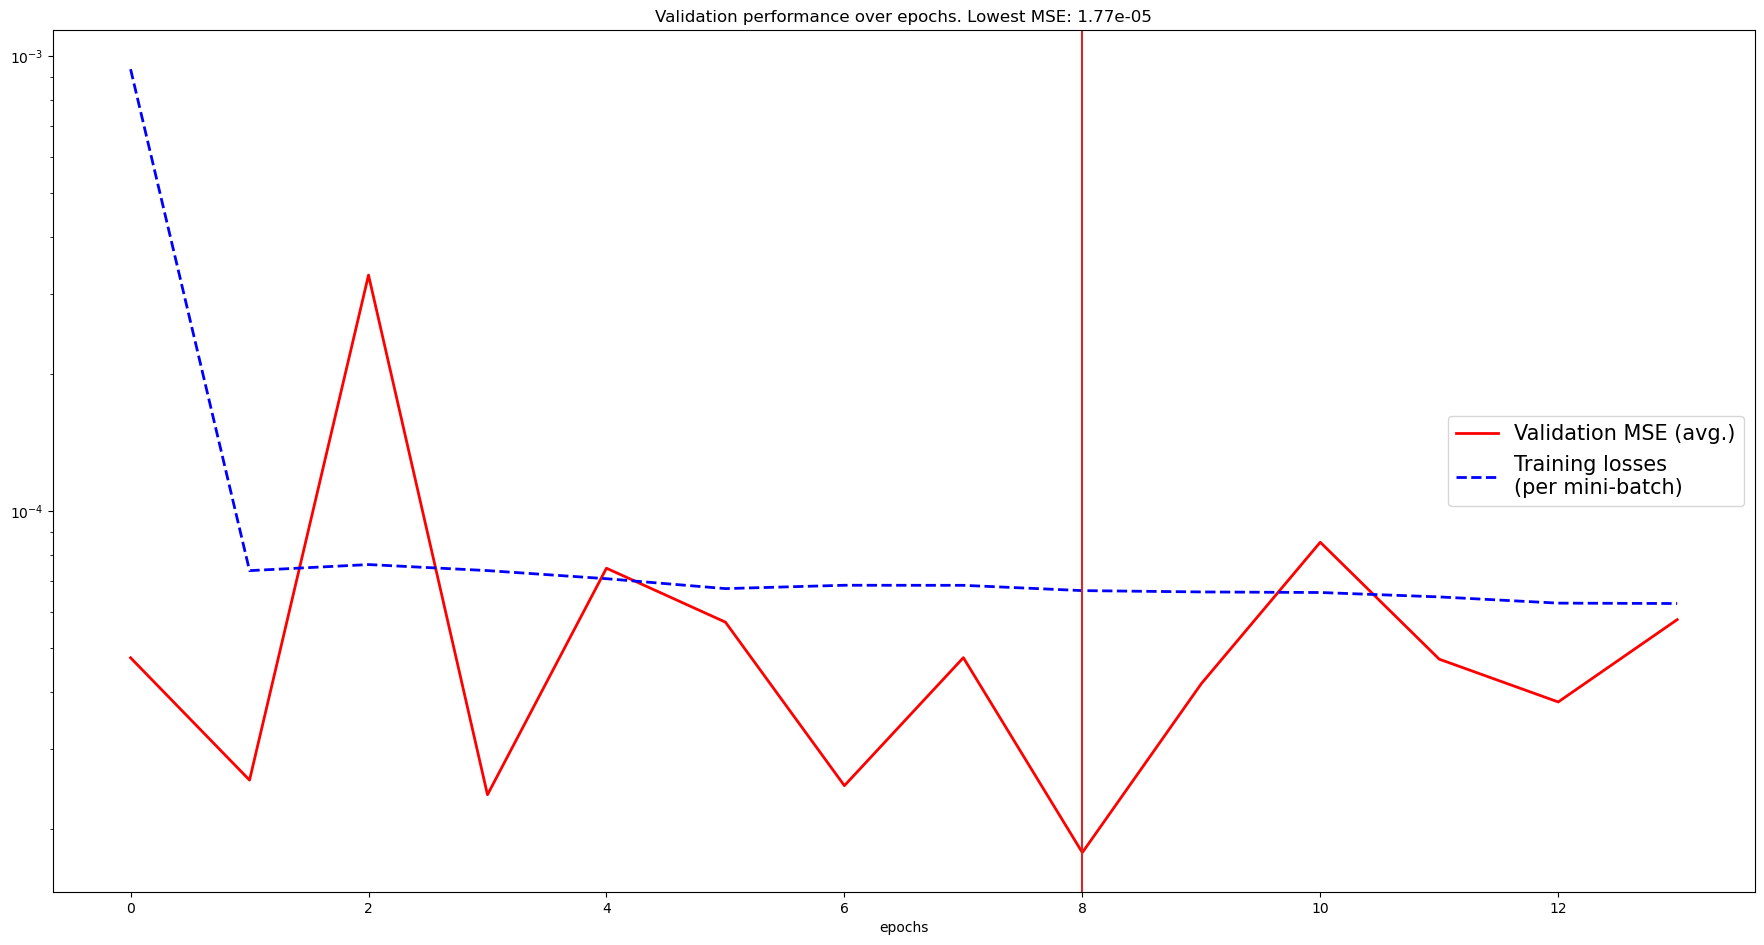 Validation performance over epochs. Lowest MSE: 1.77e-05
10⁻³
10⁻⁴
Validation MSE (avg.)
Training losses
(per mini-batch)
0 2 4 6 8 10 12
epochs